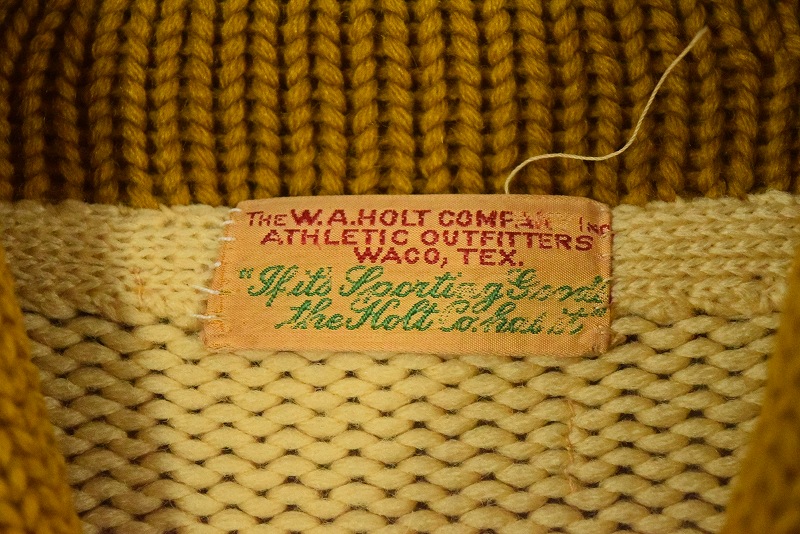 THE W.A. HOLT COMPANY INC
ATHLETIC OUTFITTERS
WACO, TEX.
"If it's Sporting Goods
the Holt Co has it"